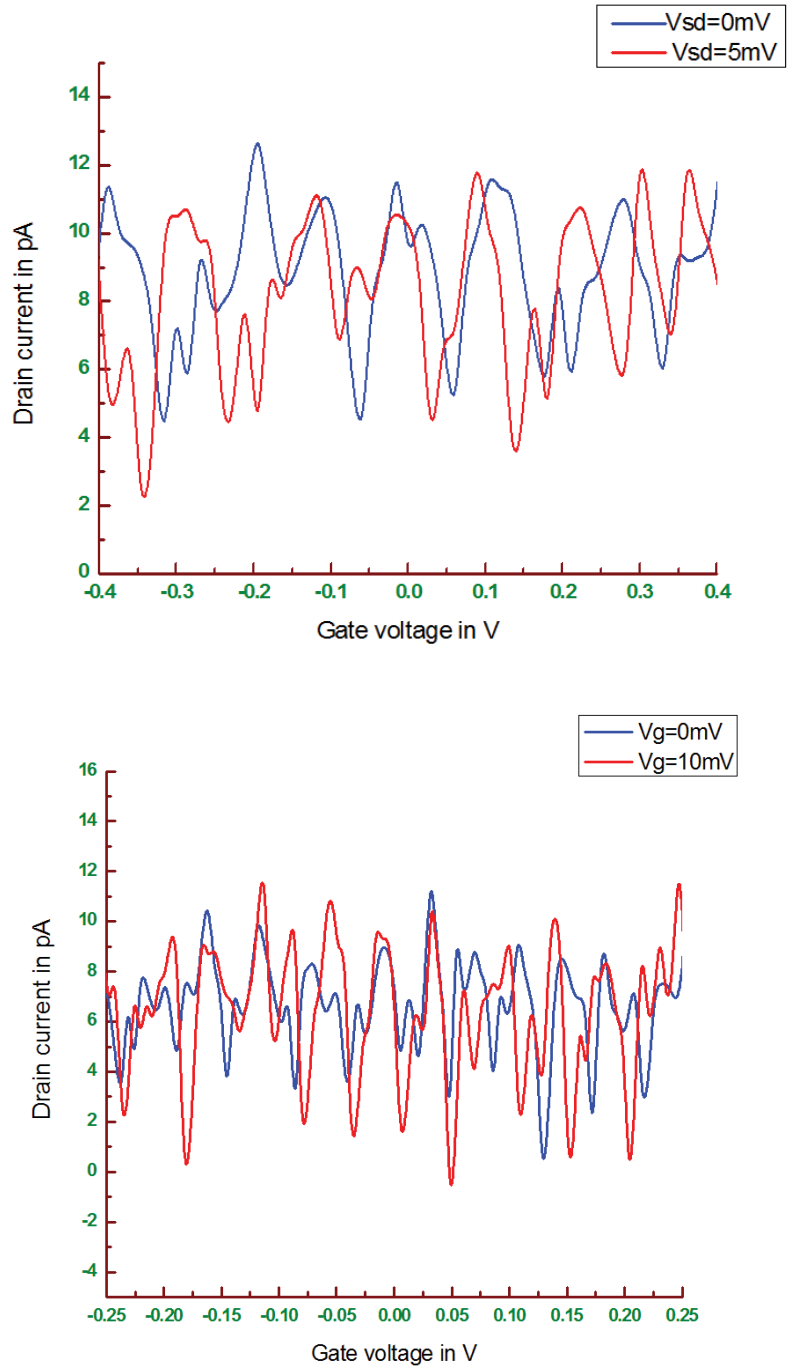 Vsd=0mV
Vsd=5mV
14
12
10
8
6
4
2
0
Drain current in pA
-0.4 -0.3 -0.2 -0.1 0.0 0.1 0.2 0.3 0.4
Gate voltage in V
Vg=0mV
Vg=10mV
16
14
12
10
8
6
4
2
0
-2
-4
Drain current in pA
-0.25 -0.20 -0.15 -0.10 -0.05 0.00 0.05 0.10 0.15 0.20 0.25
Gate voltage in V